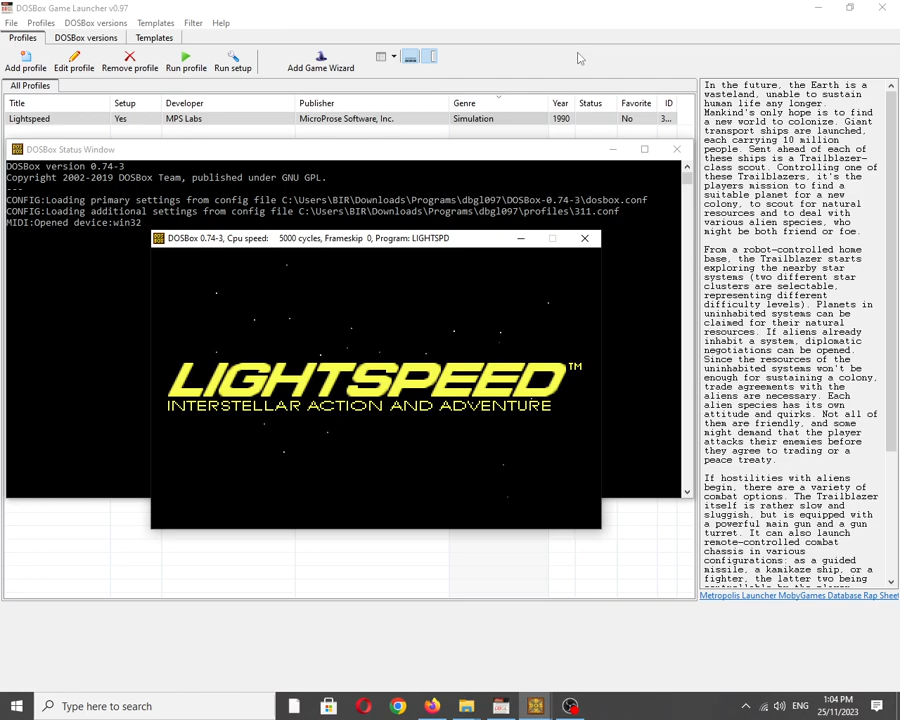 DOSBox Game Launcher v0.97
File Profiles DOSBox versions Templates Filter Help
Profiles DOSBox versions Templates
Add profile Edit profile Remove profile Run profile Run setup Add Game Wizard
All Profiles
Title Setup Developer Publisher Genre Year Status Favorite ID
Lightspeed Yes MPS Labs MicroProse Software, Inc. Simulation 1990 No 3...
DOSBox Status Window
DOSBox version 0.74-3
Copyright 2002-2019 DOSBox Team, published under GNU GPL.
---
CONFIG:Loading primary settings from config file C:\Users\BIR\Downloads\Programs\dbgl097\DOSBox-0.74-3\dosbox.conf
CONFIG:Loading additional settings from config file C:\Users\BIR\Downloads\Programs\dbgl097\profiles\311.conf
MIDI:Opened device:win32
DOSBox 0.74-3, Cpu speed: 5000 cycles, Frameskip 0, Program: LIGHTSPD
LIGHTSPEED™
INTERSTELLAR ACTION AND ADVENTURE
In the future, the Earth is a
wasteland, unable to sustain
human life any longer.
Mankind's only hope is to find
a new world to colonize. Giant
transport ships are launched,
each carrying 10 million
people. Sent ahead of each of
these ships is a Trailblazer-
class scout. Controlling one of
these Trailblazers, it's the
players mission to find a
suitable planet for a new
colony, to scout for natural
resources and to deal with
various alien species, who
might be both friend or foe.
From a robot-controlled home
base, the Trailblazer starts
exploring the nearby star
systems (two different star
clusters are selectable,
representing different
difficulty levels). Planets in
uninhabited systems can be
claimed for their natural
resources. If aliens already
inhabit a system, diplomatic
negotiations can be opened.
Since the resources of the
uninhabited systems won't be
enough for sustaining a colony,
trade agreements with the
aliens are necessary. Each
alien species has its own
attitude and quirks. Not all of
them are friendly, and some
might demand that the player
attacks their enemies before
they agree to trading or a
peace treaty.
If hostilities with aliens
begin, there are a variety of
combat options. The Trailblazer
itself is rather slow and
sluggish, but is equipped with
a powerful main gun and a gun
turret. It can also launch
remote-controlled combat
chassis in various
configurations: as a guided
missile, a kamikaze ship, or a
fighter, the latter two being
controllable by the player
Metropolis Launcher MobyGames Database Rap Sheet
Type here to search
1:04 PM
25/11/2023